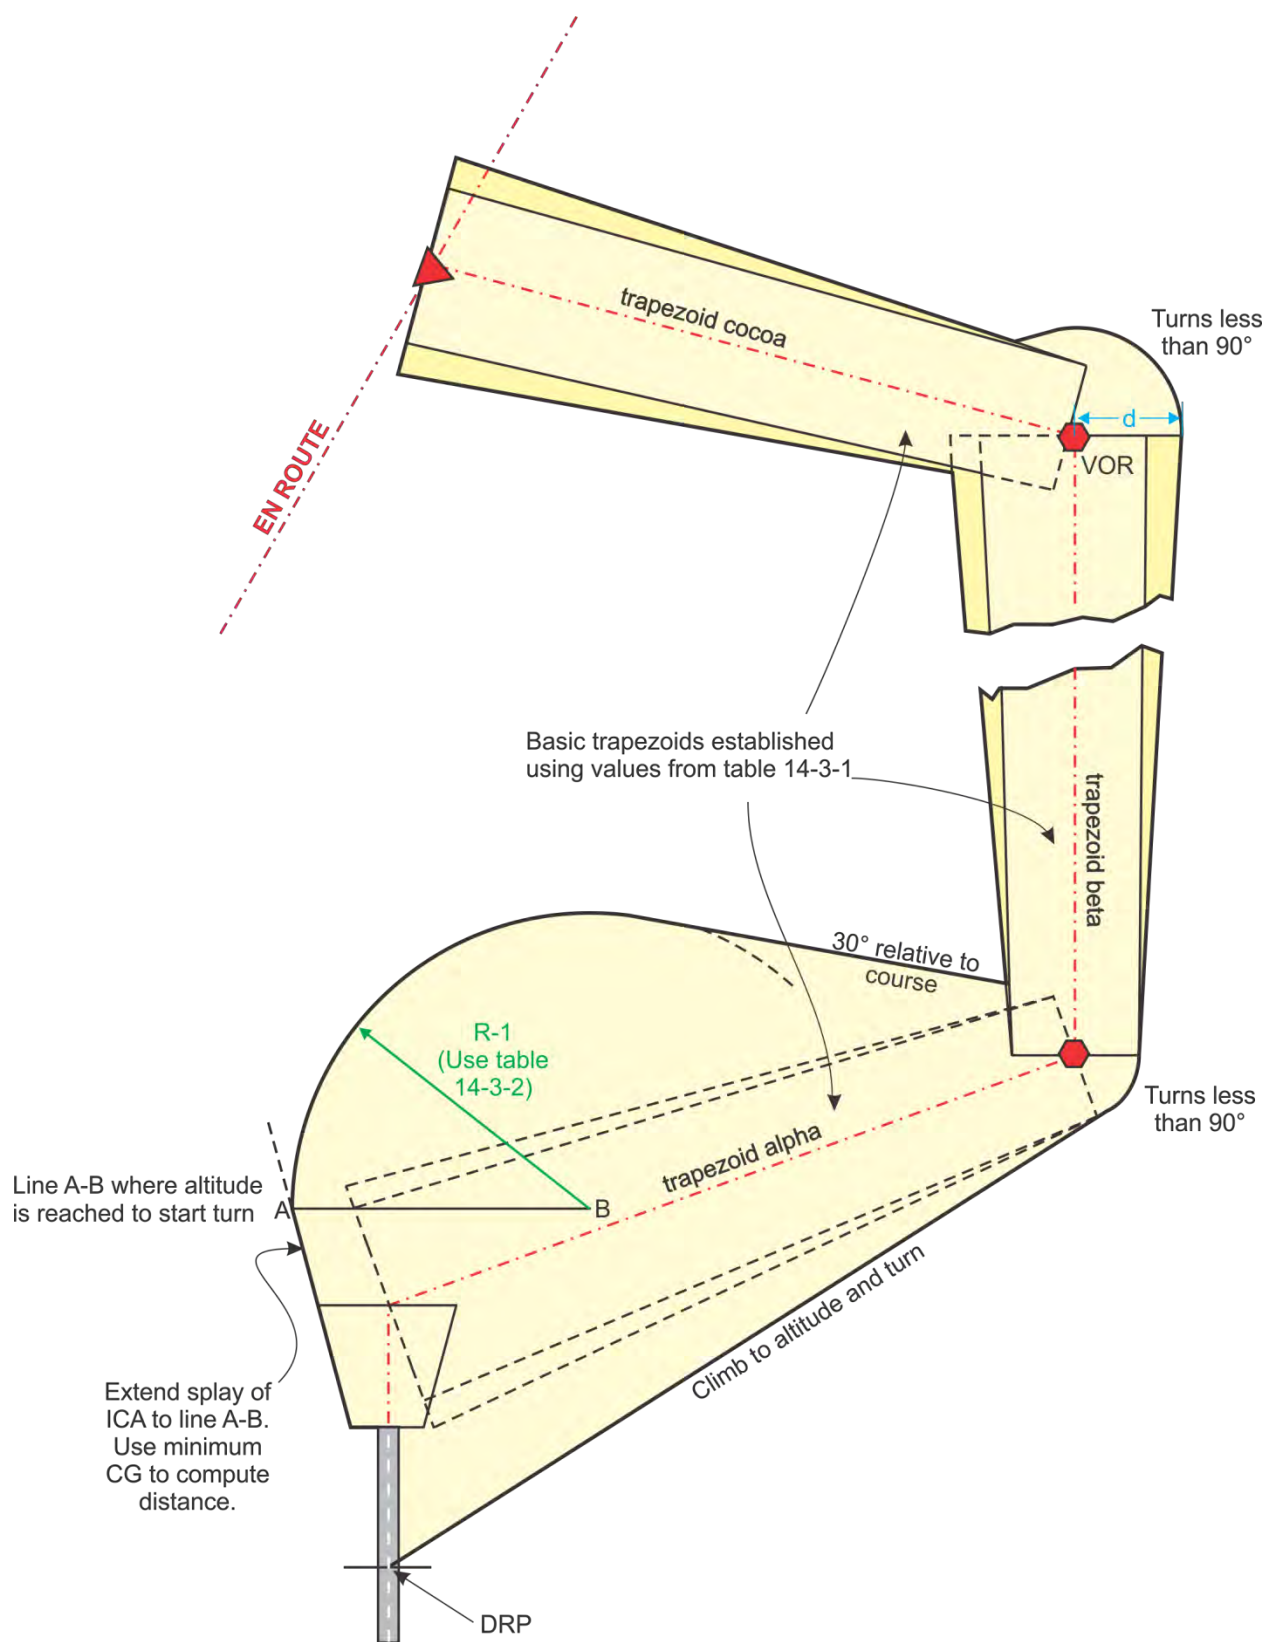 trapezoid cocoa
Turns less
than 90°
d
VOR
EN ROUTE
Basic trapezoids established
using values from table 14-3-1
trapezoid beta
30° relative to
course
R-1
(Use table
14-3-2)
Turns less
than 90°
trapezoid alpha
Line A-B where altitude
is reached to start turn
A
B
Climb to altitude and turn
Extend splay of
ICA to line A-B.
Use minimum
CG to compute
distance.
DRP